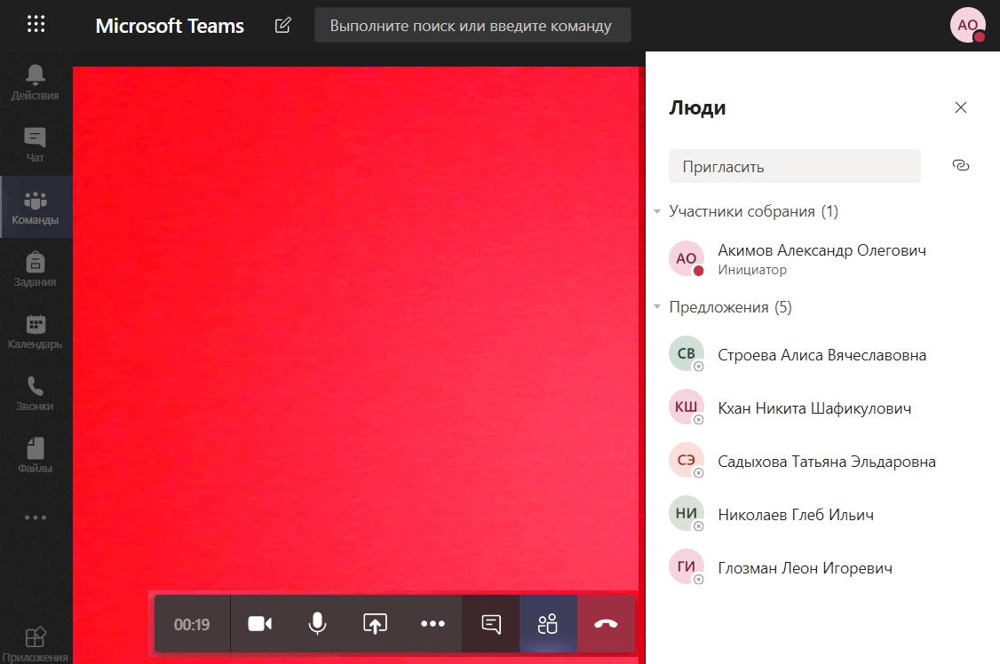 Microsoft Teams
Выполните поиск или введите команду
АО
Действия
Чат
Команды
Задания
Календарь
Звонки
Файлы
Приложения
00:19
Люди
Пригласить
Участники собрания (1)
АО
Акимов Александр Олегович
Инициатор
Предложения (5)
СВ
Строева Алиса Вячеславовна
КШ
Кхан Никита Шафикулович
СЭ
Садыхова Татьяна Эльдаровна
НИ
Николаев Глеб Ильич
ГИ
Глозман Леон Игоревич